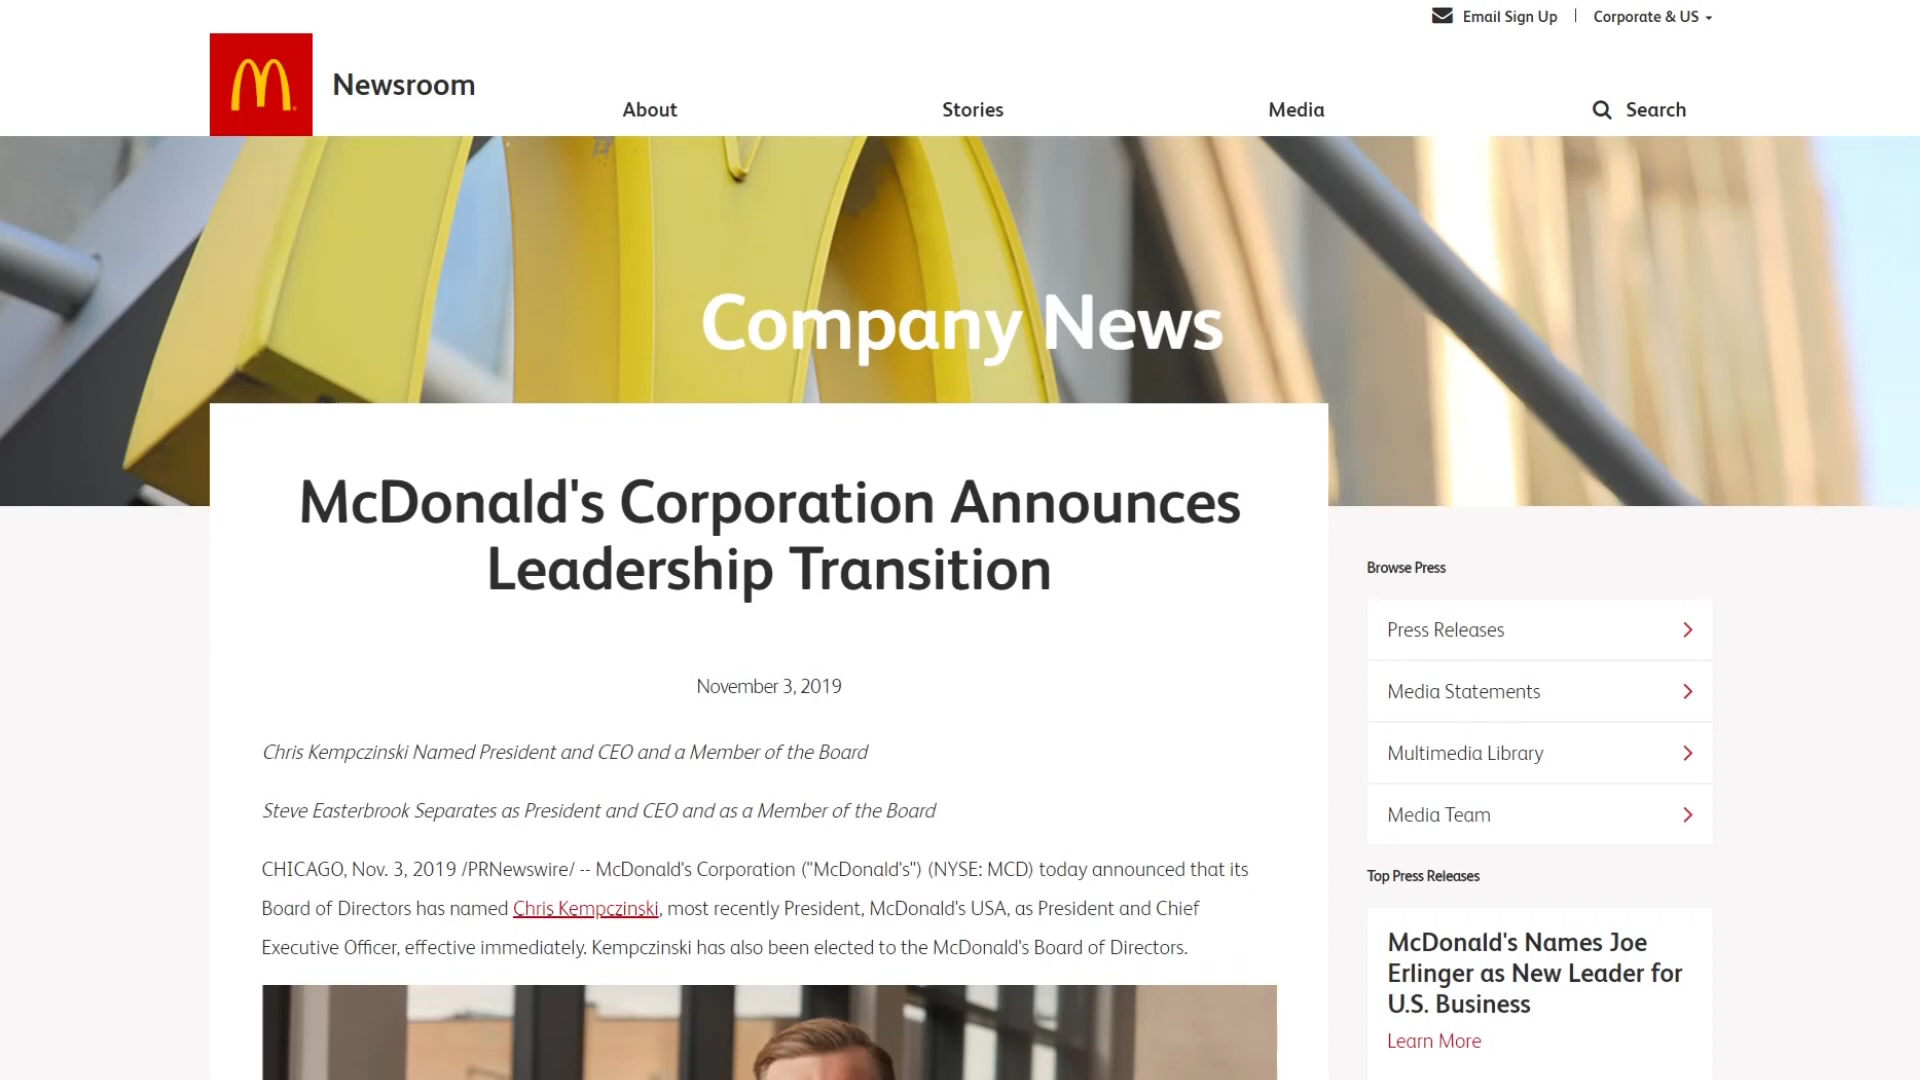 Email Sign Up
Corporate & US
Newsroom
About
Stories
Media
Search
Company News
McDonald's Corporation Announces
Leadership Transition
November 3, 2019
Chris Kempczinski Named President and CEO and a Member of the Board
Steve Easterbrook Separates as President and CEO and as a Member of the Board
CHICAGO, Nov. 3, 2019 /PRNewswire/ -- McDonald's Corporation ("McDonald's") (NYSE: MCD) today announced that its
Board of Directors has named Chris Kempczinski, most recently President, McDonald's USA, as President and Chief
Executive Officer, effective immediately. Kempczinski has also been elected to the McDonald's Board of Directors.
Browse Press
Press Releases
Media Statements
Multimedia Library
Media Team
Top Press Releases
McDonald's Names Joe
Erlinger as New Leader for
U.S. Business
Learn More